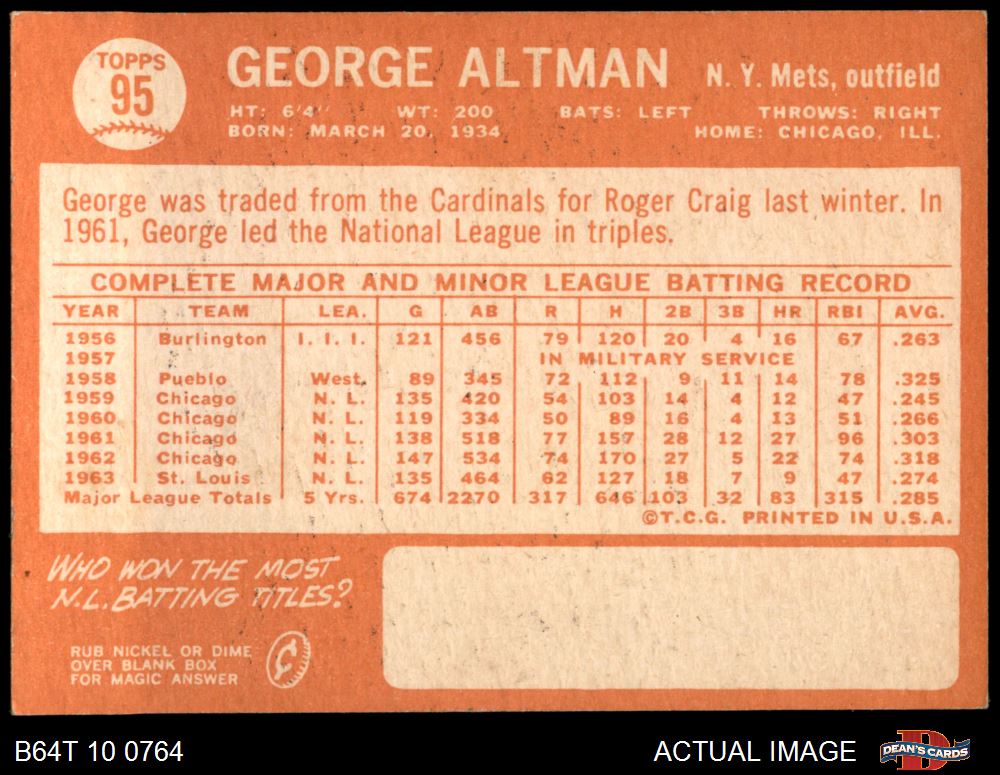 TOPPS
95
GEORGE ALTMAN N. Y. Mets, outfield
HT: 6'4" WT: 200 BATS: LEFT THROWS: RIGHT
BORN: MARCH 20, 1934 HOME: CHICAGO, ILL.
George was traded from the Cardinals for Roger Craig last winter. In
1961, George led the National League in triples.
COMPLETE MAJOR AND MINOR LEAGUE BATTING RECORD
YEAR TEAM LEA. G AB R H 2B 3B HR RBI AVG.
1956 Burlington I. I. I. 121 456 79 120 20 4 16 67 .263
1957 IN MILITARY SERVICE
1958 Pueblo West. 89 345 72 112 9 11 14 78 .325
1959 Chicago N. L. 135 420 54 103 14 4 12 47 .245
1960 Chicago N. L. 119 334 50 89 16 4 13 51 .266
1961 Chicago N. L. 138 518 77 157 28 12 27 96 .303
1962 Chicago N. L. 147 534 74 170 27 5 22 74 .318
1963 St. Louis N. L. 135 464 62 127 18 7 9 47 .274
Major League Totals 5 Yrs. 674 2270 317 646 103 32 83 315 .285
©T.C.G. PRINTED IN U.S.A.
WHO WON THE MOST
N.L. BATTING TITLES?
RUB NICKEL OR DIME
OVER BLANK BOX
FOR MAGIC ANSWER
B64T 10 0764 ACTUAL IMAGE DEAN'S CARDS